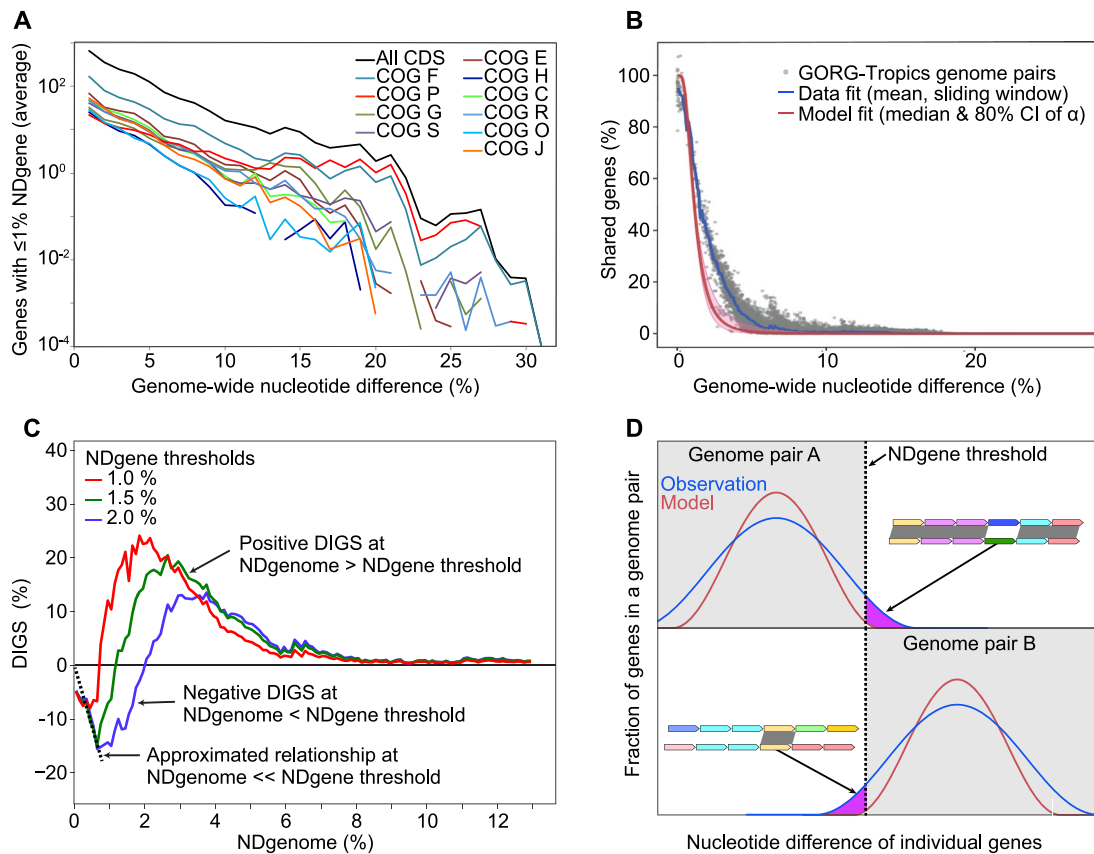 A
Genes with ≤1% NDgene (average)
10²
10⁰
10⁻²
10⁻⁴
All CDS
COG F
COG P
COG G
COG S
COG E
COG H
COG C
COG R
COG O
COG J
0 5 10 15 20 25 30
Genome-wide nucleotide difference (%)
B
Shared genes (%)
100
80
60
40
20
0
GORG-Tropics genome pairs
Data fit (mean, sliding window)
Model fit (median & 80% CI of α)
0 10 20
Genome-wide nucleotide difference (%)
C
DIGS (%)
40
30
20
10
0
−10
−20
NDgene thresholds
1.0 %
1.5 %
2.0 %
Positive DIGS at
NDgenome > NDgene threshold
Negative DIGS at
NDgenome < NDgene threshold
Approximated relationship at
NDgenome << NDgene threshold
0 2 4 6 8 10 12
NDgenome (%)
D
Fraction of genes in a genome pair
Genome pair A
Observation
Model
NDgene threshold
Genome pair B
Nucleotide difference of individual genes